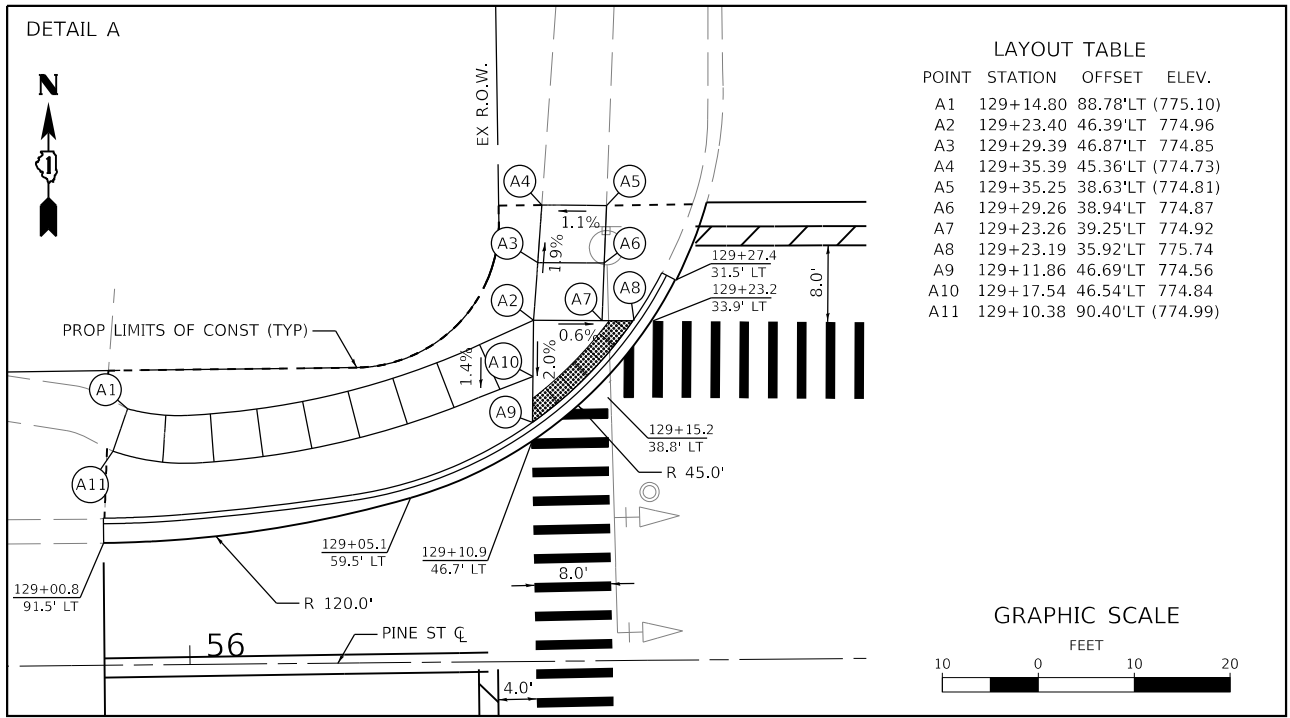 DETAIL A
N
1
EX R.O.W.
LAYOUT TABLE
POINT STATION OFFSET ELEV.
A1 129+14.80 88.78'LT (775.10)
A2 129+23.40 46.39'LT 774.96
A3 129+29.39 46.87'LT 774.85
A4 129+35.39 45.36'LT (774.73)
A5 129+35.25 38.63'LT (774.81)
A6 129+29.26 38.94'LT 774.87
A7 129+23.26 39.25'LT 774.92
A8 129+23.19 35.92'LT 775.74
A9 129+11.86 46.69'LT 774.56
A10 129+17.54 46.54'LT 774.84
A11 129+10.38 90.40'LT (774.99)
A4
A5
1.1%
A3
1.9%
A6
129+27.4
31.5' LT
8.0'
A7
A8
129+23.2
33.9' LT
A2
PROP LIMITS OF CONST (TYP)
0.6%
A10
1.4%
2.0%
A1
A9
129+15.2
38.8' LT
R 45.0'
A11
129+05.1
59.5' LT
129+10.9
46.7' LT
8.0'
129+00.8
91.5' LT
R 120.0'
56
PINE ST CL
4.0'
GRAPHIC SCALE
FEET
10 0 10 20